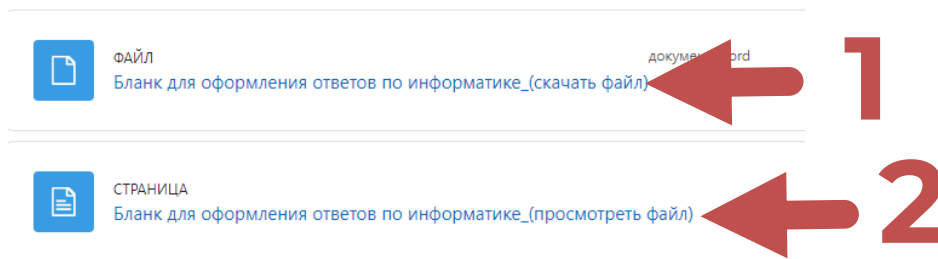 ФАЙЛ
Бланк для оформления ответов по информатике_(скачать файл)
1
СТРАНИЦА
Бланк для оформления ответов по информатике_(просмотреть файл)
2